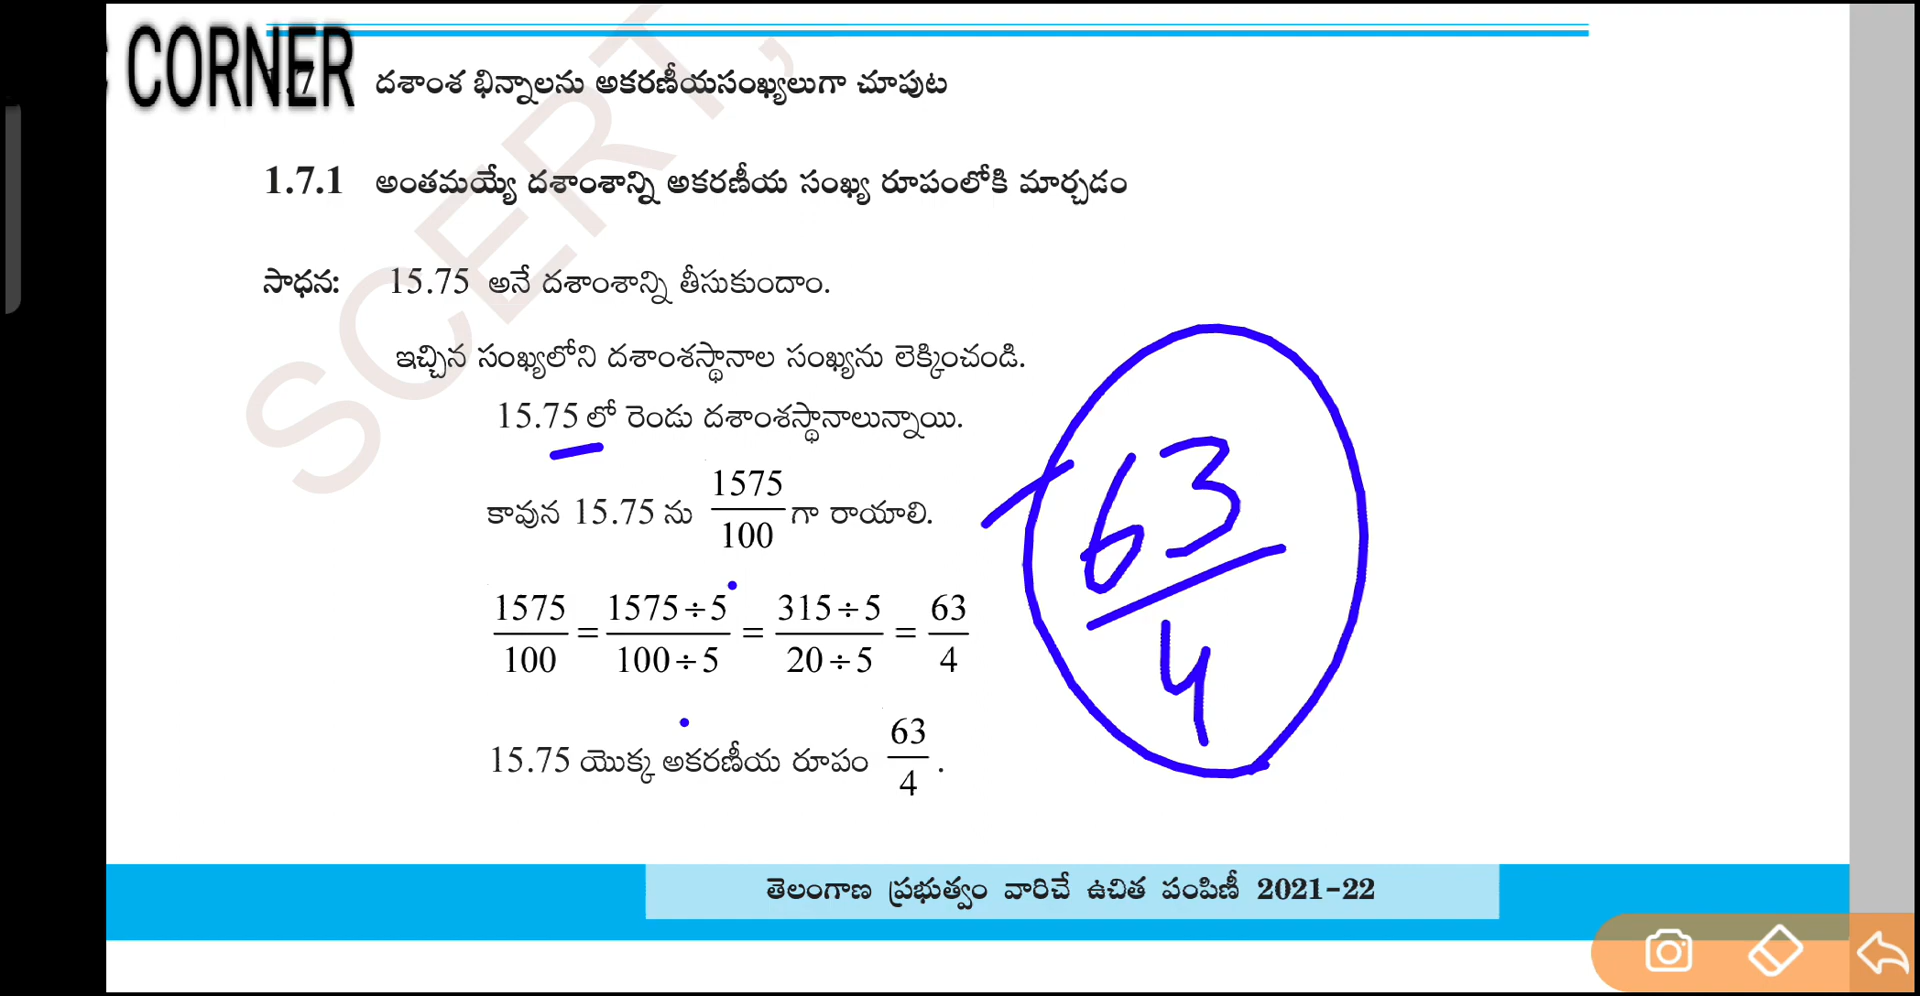 C CORNER
1.7 దశాంశ భిన్నాలను అకరణీయసంఖ్యలుగా చూపుట
1.7.1 అంతమయ్యే దశాంశాన్ని అకరణీయ సంఖ్య రూపంలోకి మార్చడం
సాధన: 15.75 అనే దశాంశాన్ని తీసుకుందాం.
ఇచ్చిన సంఖ్యలోని దశాంశస్థానాల సంఖ్యను లెక్కించండి.
15.75 లో రెండు దశాంశస్థానాలున్నాయి.
కావున 15.75 ను 1575/100 గా రాయాలి.
1575/100 = 1575÷5/100÷5 = 315÷5/20÷5 = 63/4
15.75 యొక్క అకరణీయ రూపం 63/4.
63/4
SCERT,
తెలంగాణ ప్రభుత్వం వారిచే ఉచిత పంపిణీ 2021-22